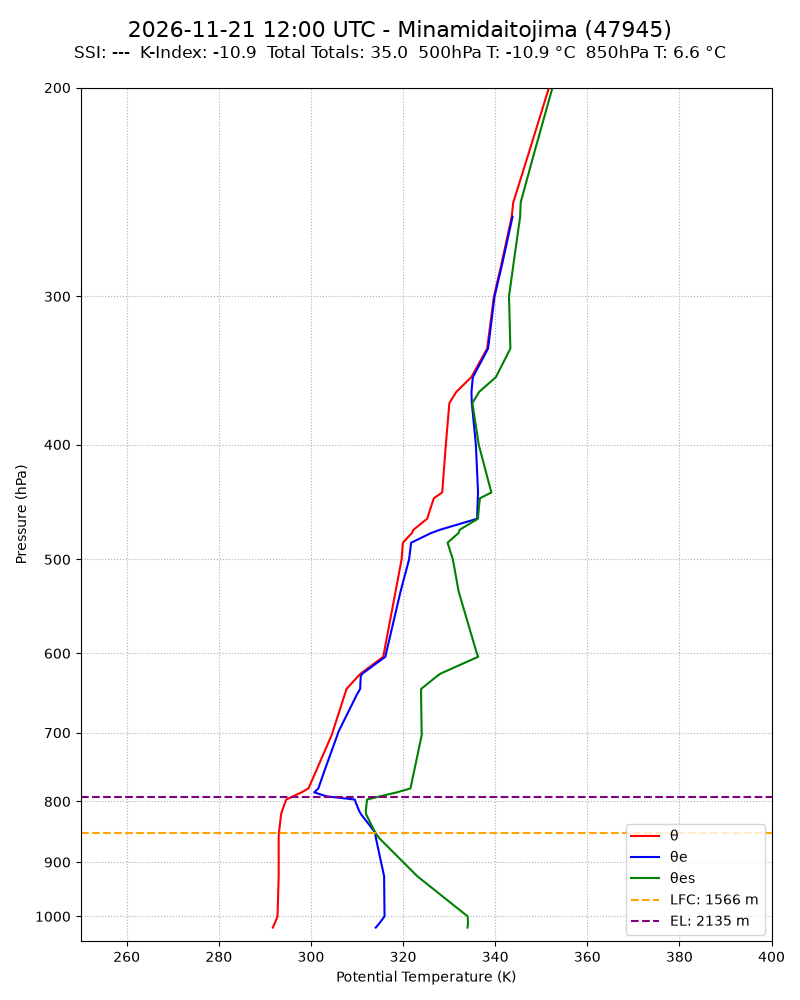 2026-11-21 12:00 UTC - Minamidaitojima (47945)
SSI: --- K-Index: -10.9 Total Totals: 35.0 500hPa T: -10.9 °C 850hPa T: 6.6 °C
200
300
400
500
600
700
800
900
1000
Pressure (hPa)
θ
θe
θes
LFC: 1566 m
EL: 2135 m
260 280 300 320 340 360 380 400
Potential Temperature (K)